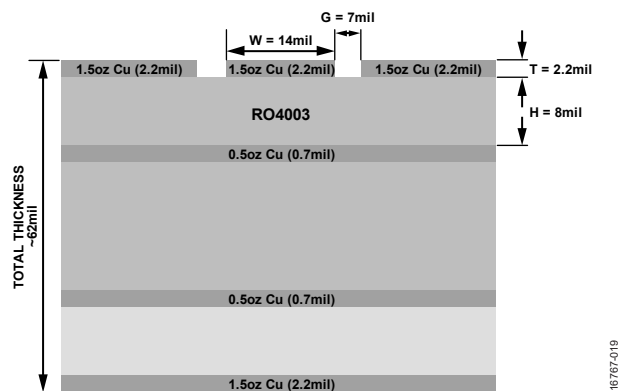 G = 7mil
W = 14mil
1.5oz Cu (2.2mil) 1.5oz Cu (2.2mil) 1.5oz Cu (2.2mil) T = 2.2mil
RO4003
H = 8mil
0.5oz Cu (0.7mil)
TOTAL THICKNESS
~62mil
0.5oz Cu (0.7mil)
1.5oz Cu (2.2mil)
16767-019